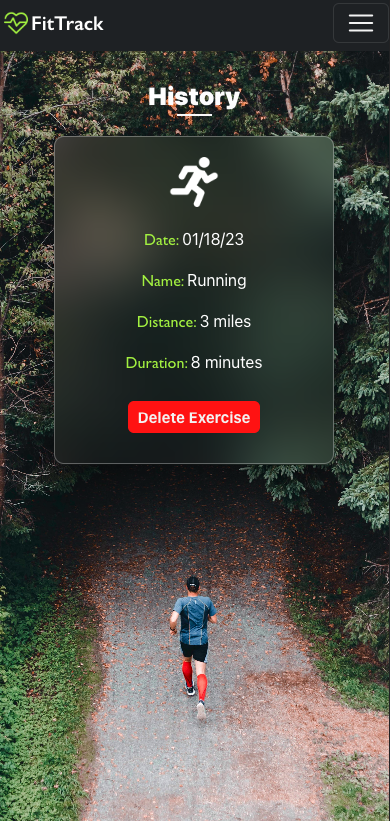 FitTrack
History
Date: 01/18/23
Name: Running
Distance: 3 miles
Duration: 8 minutes
Delete Exercise